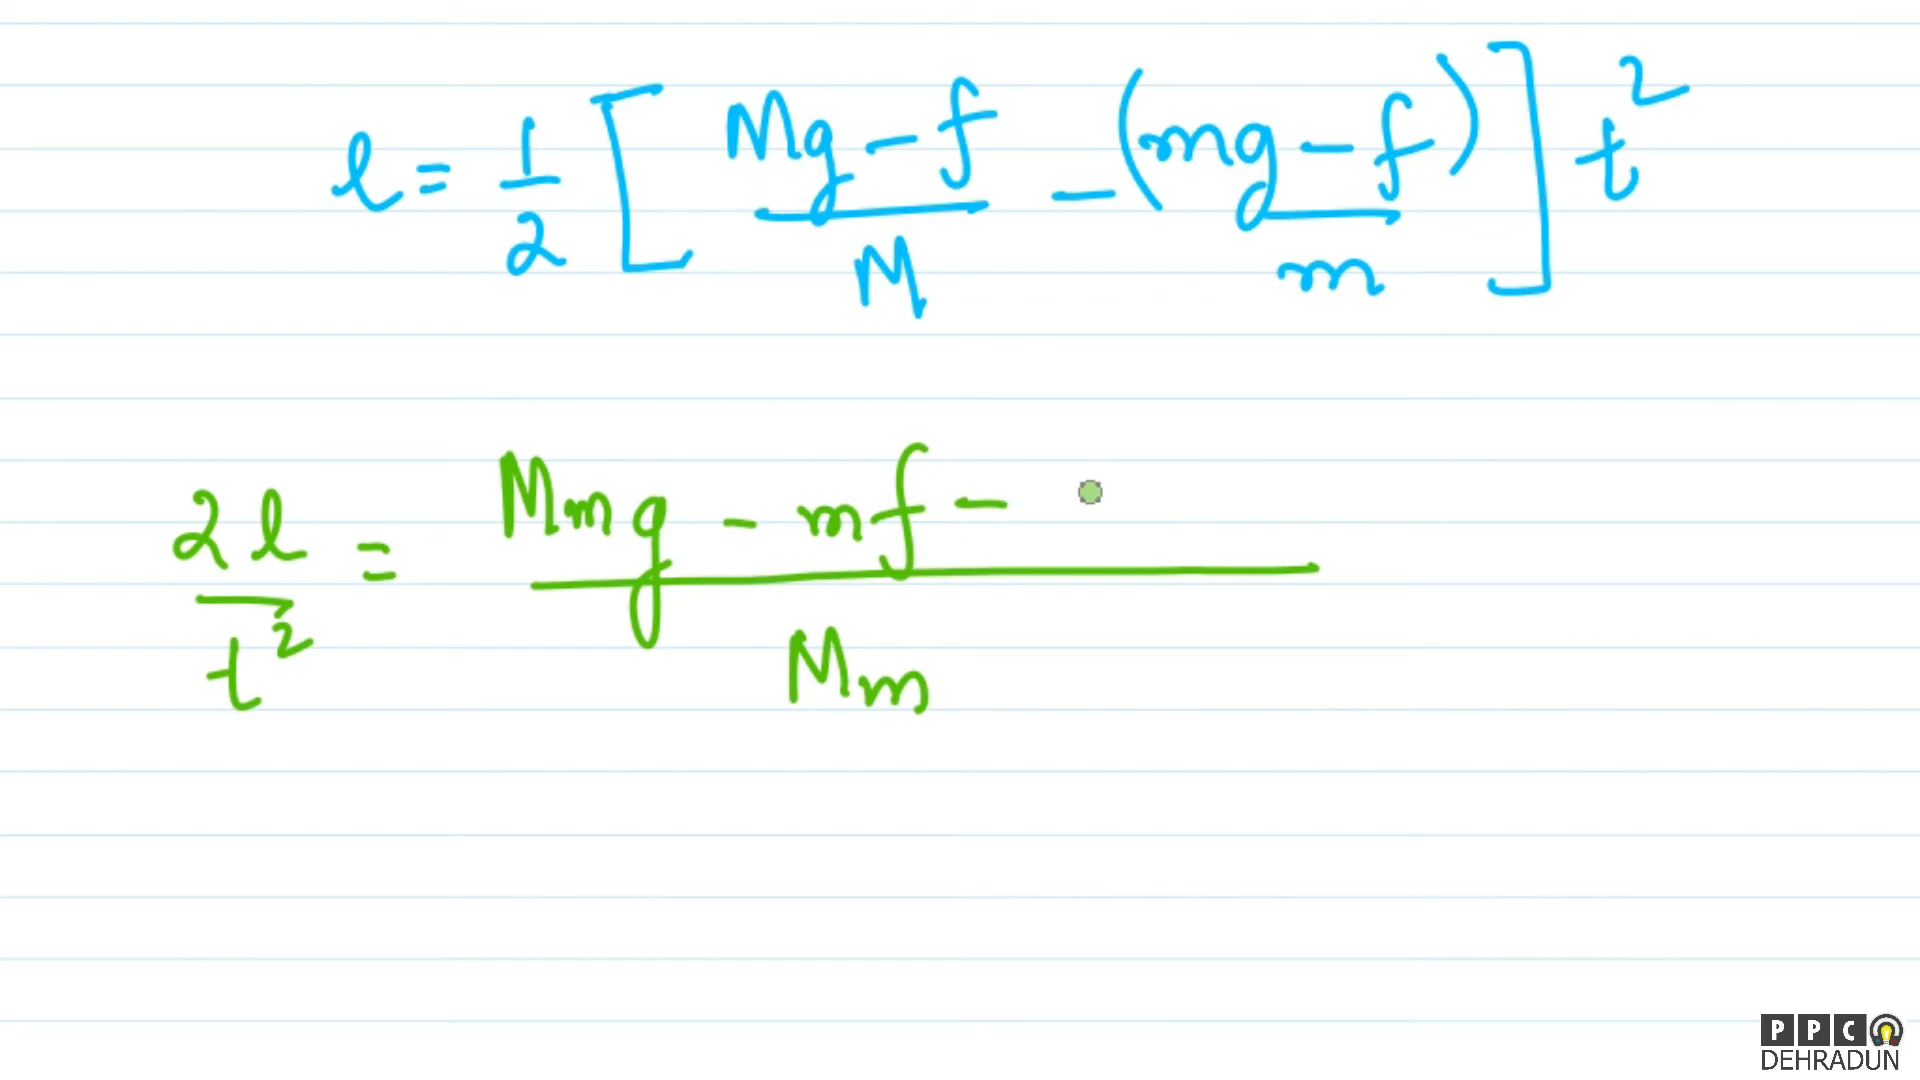 l = 1/2 [ (Mg - f)/M - (mg - f)/m ] t²
2l/t² = (Mmg - mf - )/Mm
PPC
DEHRADUN